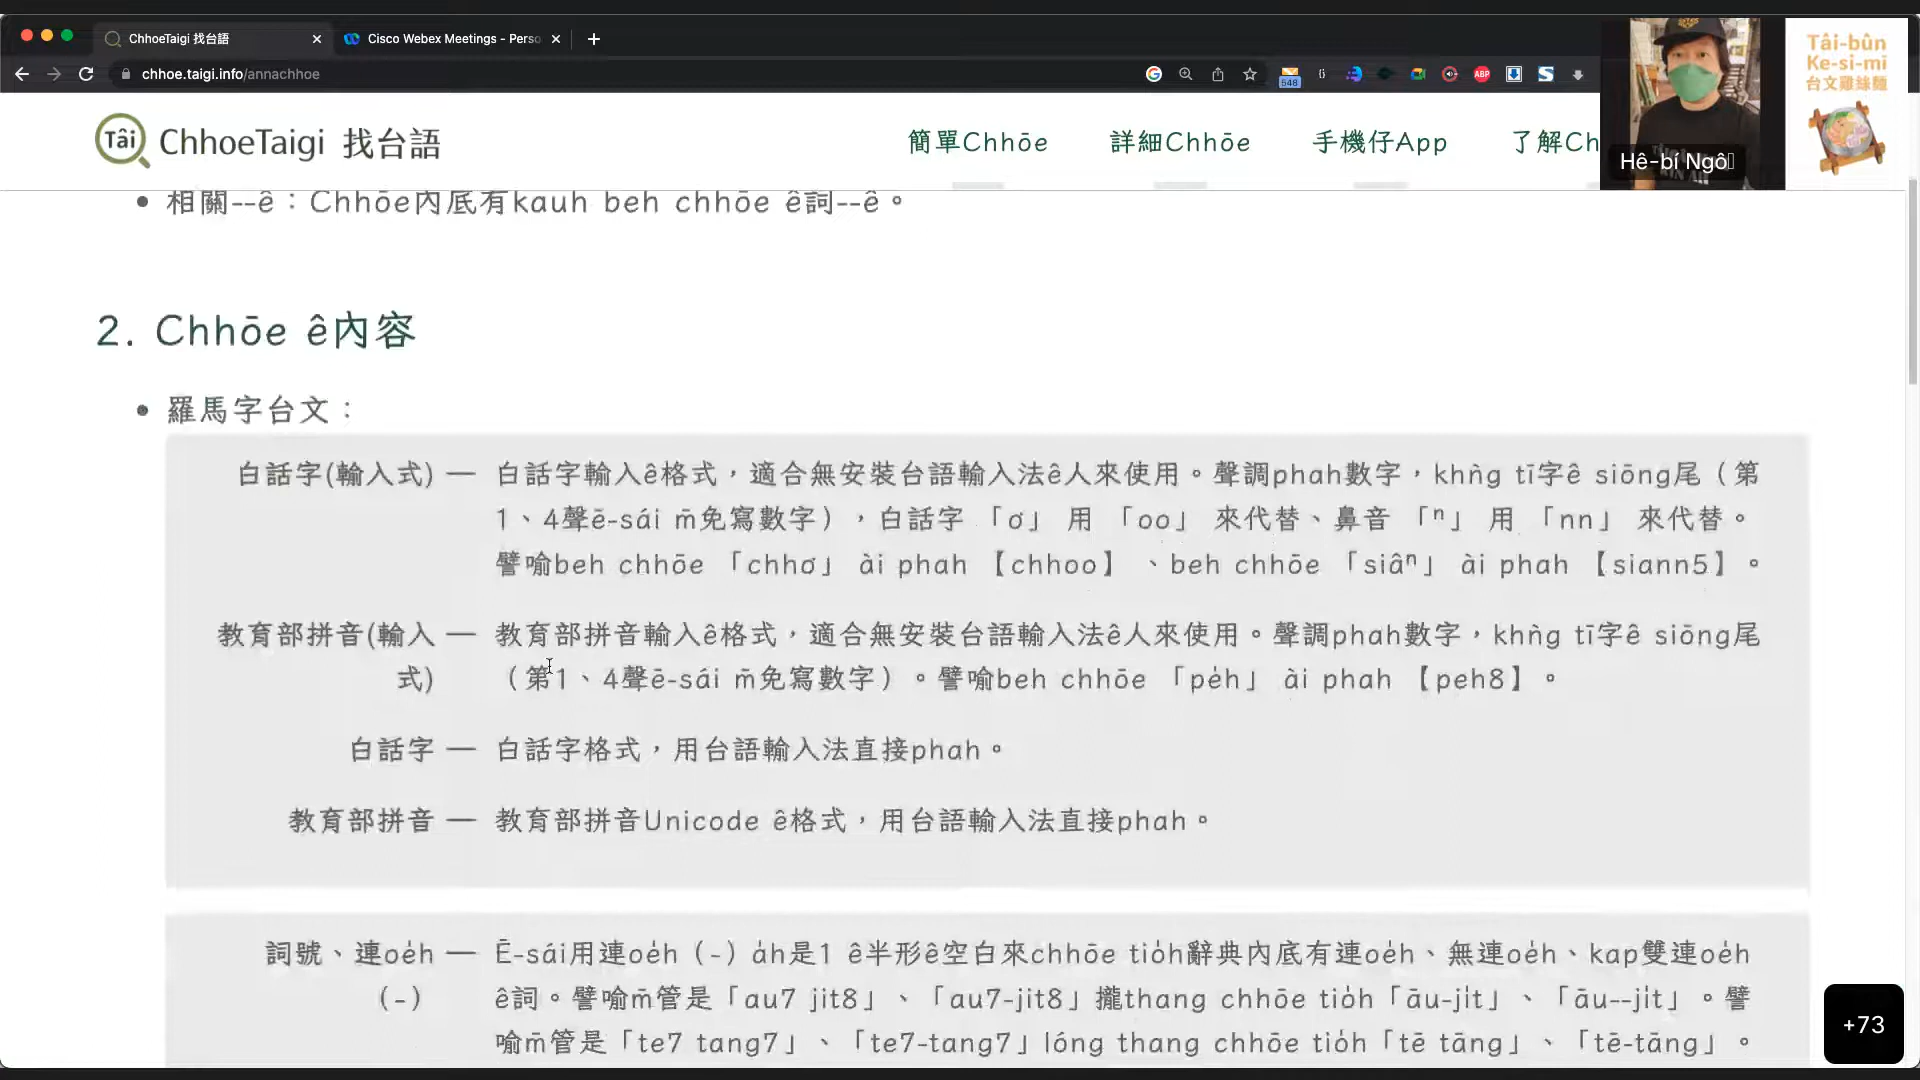 ChhoeTaigi 找台語
Cisco Webex Meetings - Perso
chhoe.taigi.info/annachhoe
548
ABP
Tâi-bûn
Ke-si-mi
台文雞絲麵
Hê-bí Ngô
Tâi ChhoeTaigi 找台語
簡單Chhōe 詳細Chhōe 手機仔App 了解Ch
相關--ê：Chhōe內底有kauh beh chhōe ê詞--ê。
2. Chhōe ê內容
羅馬字台文：
白話字(輸入式) — 白話字輸入ê格式，適合無安裝台語輸入法ê人來使用。聲調phah數字，khǹg tī字ê siōng尾（第
1、4聲ē-sái m̄免寫數字），白話字「o͘」用「oo」來代替、鼻音「ⁿ」用「nn」來代替。
譬喻beh chhōe「chho͘」ài phah【chhoo】、beh chhōe「siâⁿ」ài phah【siann5】。
教育部拼音(輸入 — 教育部拼音輸入ê格式，適合無安裝台語輸入法ê人來使用。聲調phah數字，khǹg tī字ê siōng尾
式) （第1、4聲ē-sái m̄免寫數字）。譬喻beh chhōe「pe̍h」ài phah【peh8】。
白話字 — 白話字格式，用台語輸入法直接phah。
教育部拼音 — 教育部拼音Unicode ê格式，用台語輸入法直接phah。
詞號、連oe̍h — Ē-sái用連oe̍h（-）a̍h是1 ê半形ê空白來chhōe tio̍h辭典內底有連oe̍h、無連oe̍h、kap雙連oe̍h
（-） ê詞。譬喻m̄管是「au7 jit8」、「au7-jit8」攏thang chhōe tio̍h「āu-ji̍t」、「āu--ji̍t」。譬
喻m̄管是「te7 tang7」、「te7-tang7」lóng thang chhōe tio̍h「tē tāng」、「tē-tāng」。
+73